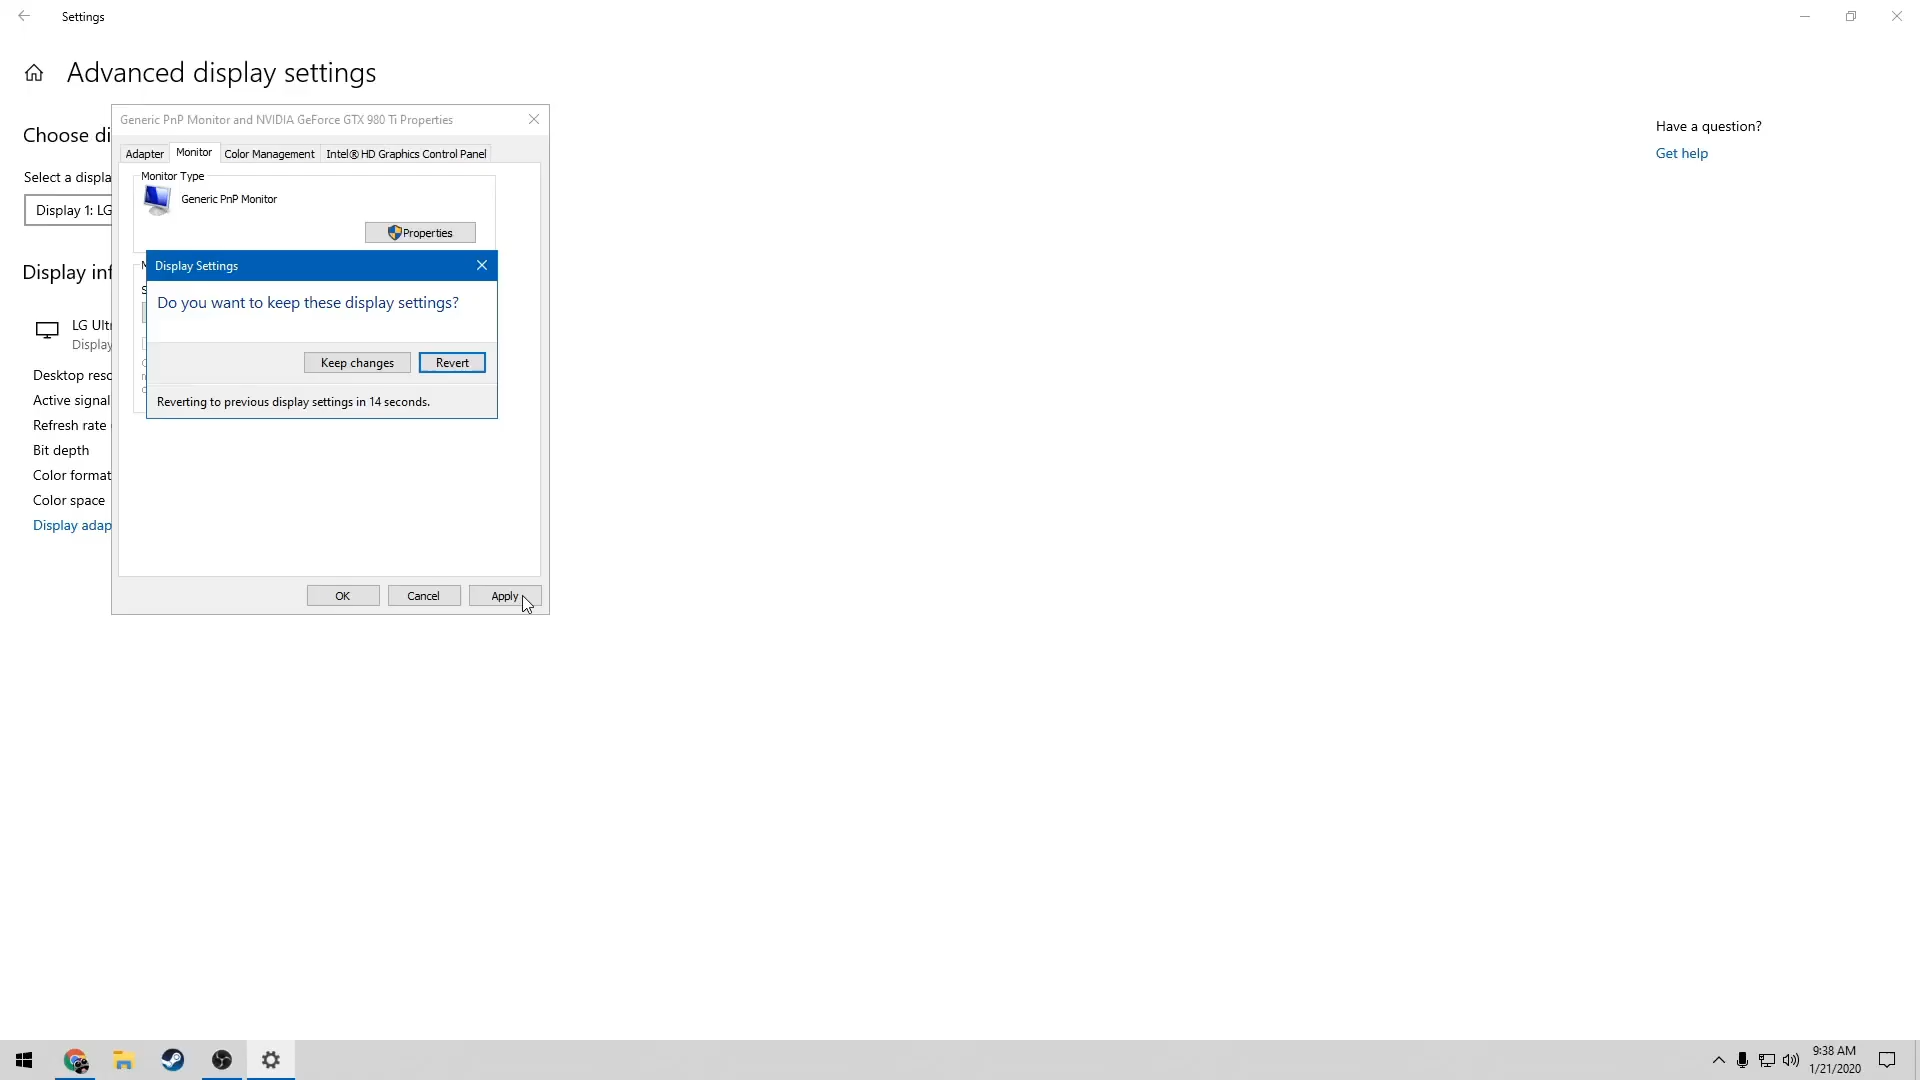 Settings
Advanced display settings
Generic PnP Monitor and NVIDIA GeForce GTX 980 Ti Properties
Have a question?
Get help
Choose di
Adapter Monitor Color Management Intel® HD Graphics Control Panel
Select a displa
Monitor Type
Generic PnP Monitor
Display 1: LG
Properties
Display inf
Display Settings
Do you want to keep these display settings?
LG Ultr
Display
Keep changes Revert
Desktop reso
Active signal
Reverting to previous display settings in 14 seconds.
Refresh rate
Bit depth
Color format
Color space
Display adap
OK Cancel Apply
9:38 AM
1/21/2020